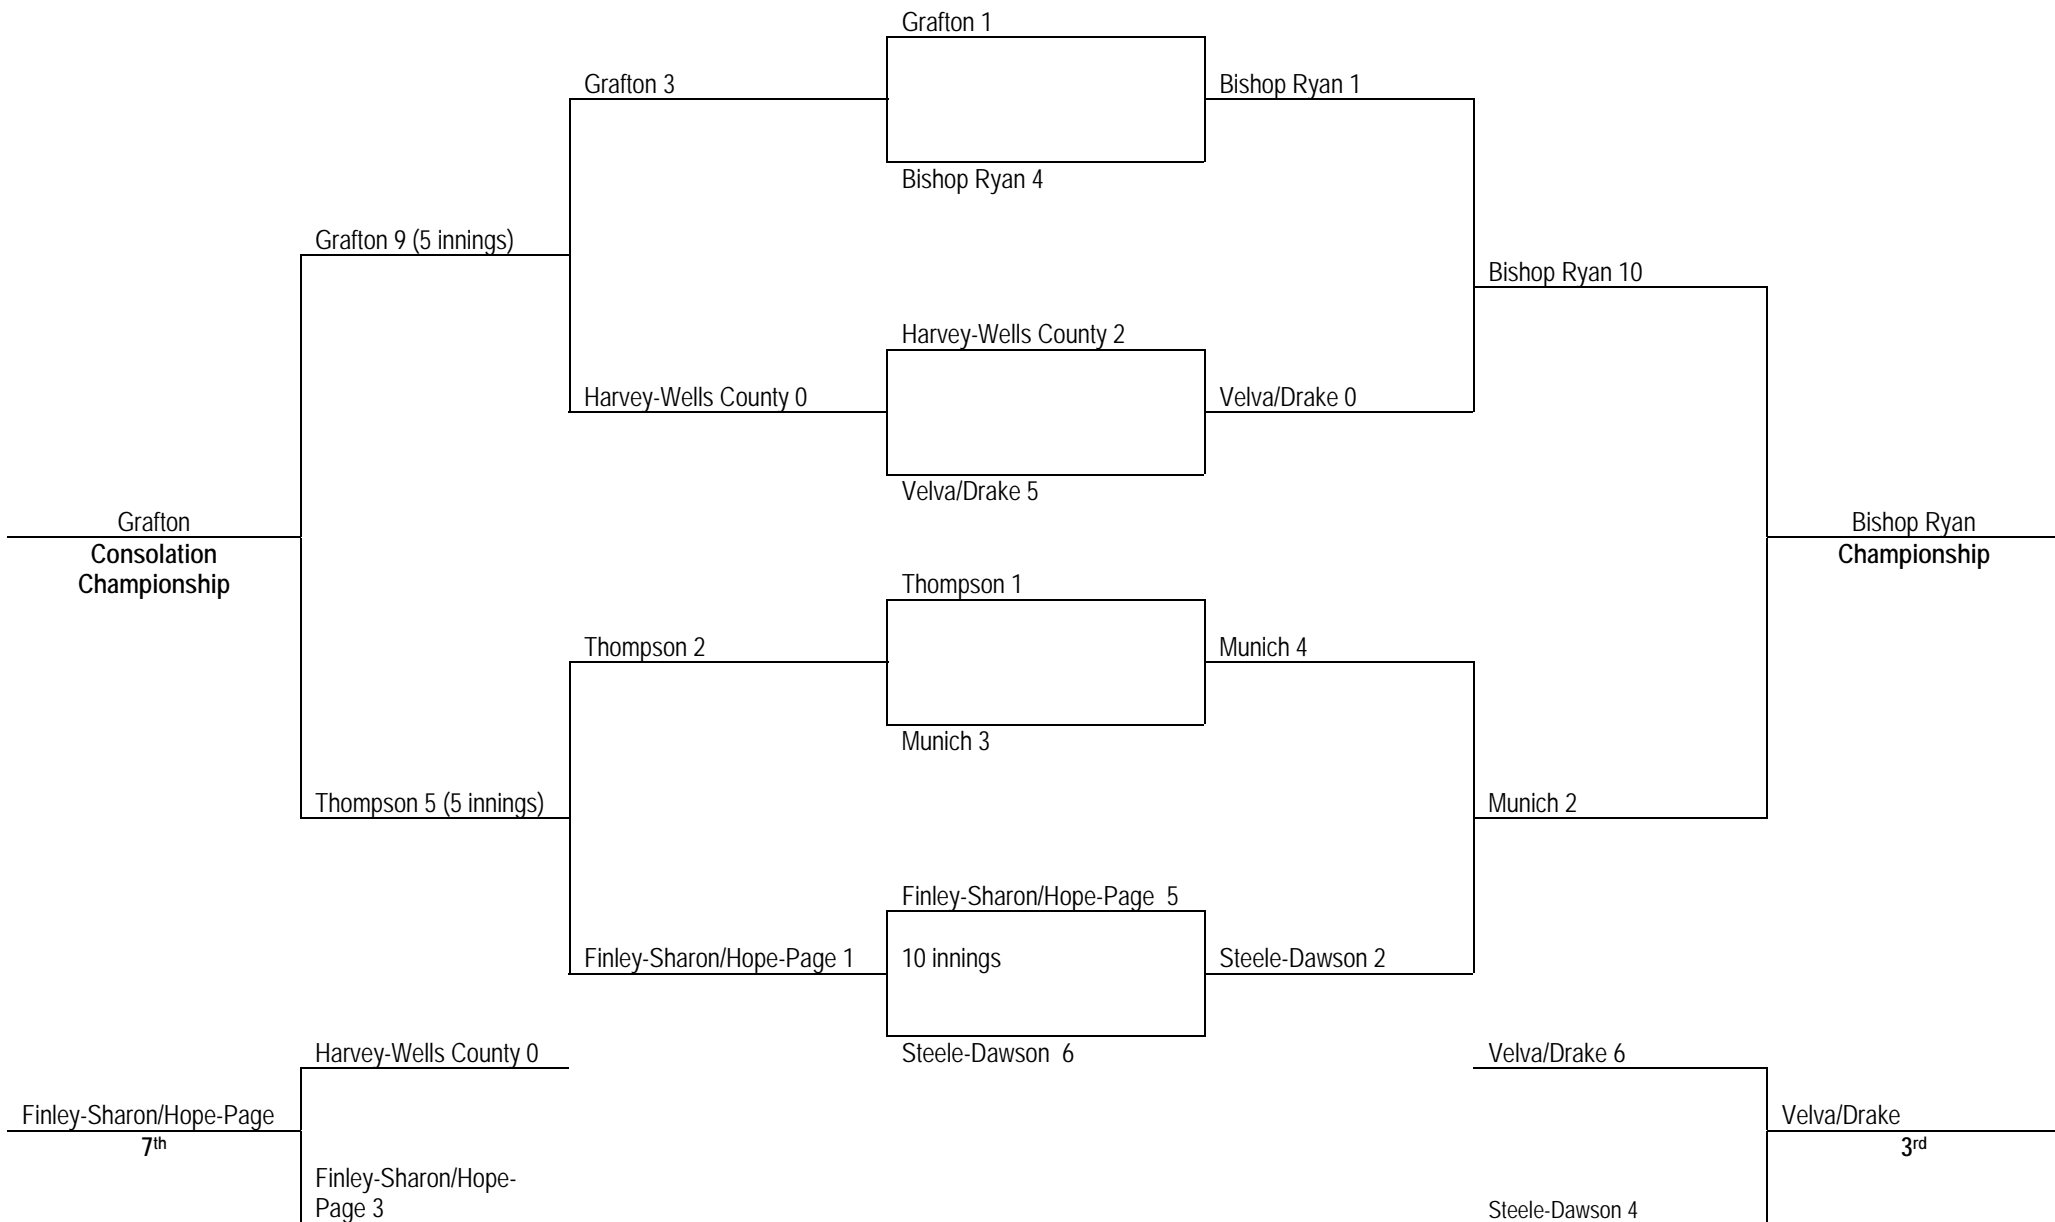 Grafton 1
Grafton 3
Bishop Ryan 1
Bishop Ryan 4
Grafton 9 (5 innings)
Bishop Ryan 10
Harvey-Wells County 2
Harvey-Wells County 0
Velva/Drake 0
Velva/Drake 5
Grafton
Consolation
Championship
Bishop Ryan
Championship
Thompson 1
Thompson 2
Munich 4
Munich 3
Thompson 5 (5 innings)
Munich 2
Finley-Sharon/Hope-Page  5
Finley-Sharon/Hope-Page 1
10 innings
Steele-Dawson 2
Steele-Dawson  6
Harvey-Wells County 0
Velva/Drake 6
Finley-Sharon/Hope-Page
7th
Velva/Drake
3rd
Finley-Sharon/Hope-
Page 3
Steele-Dawson 4